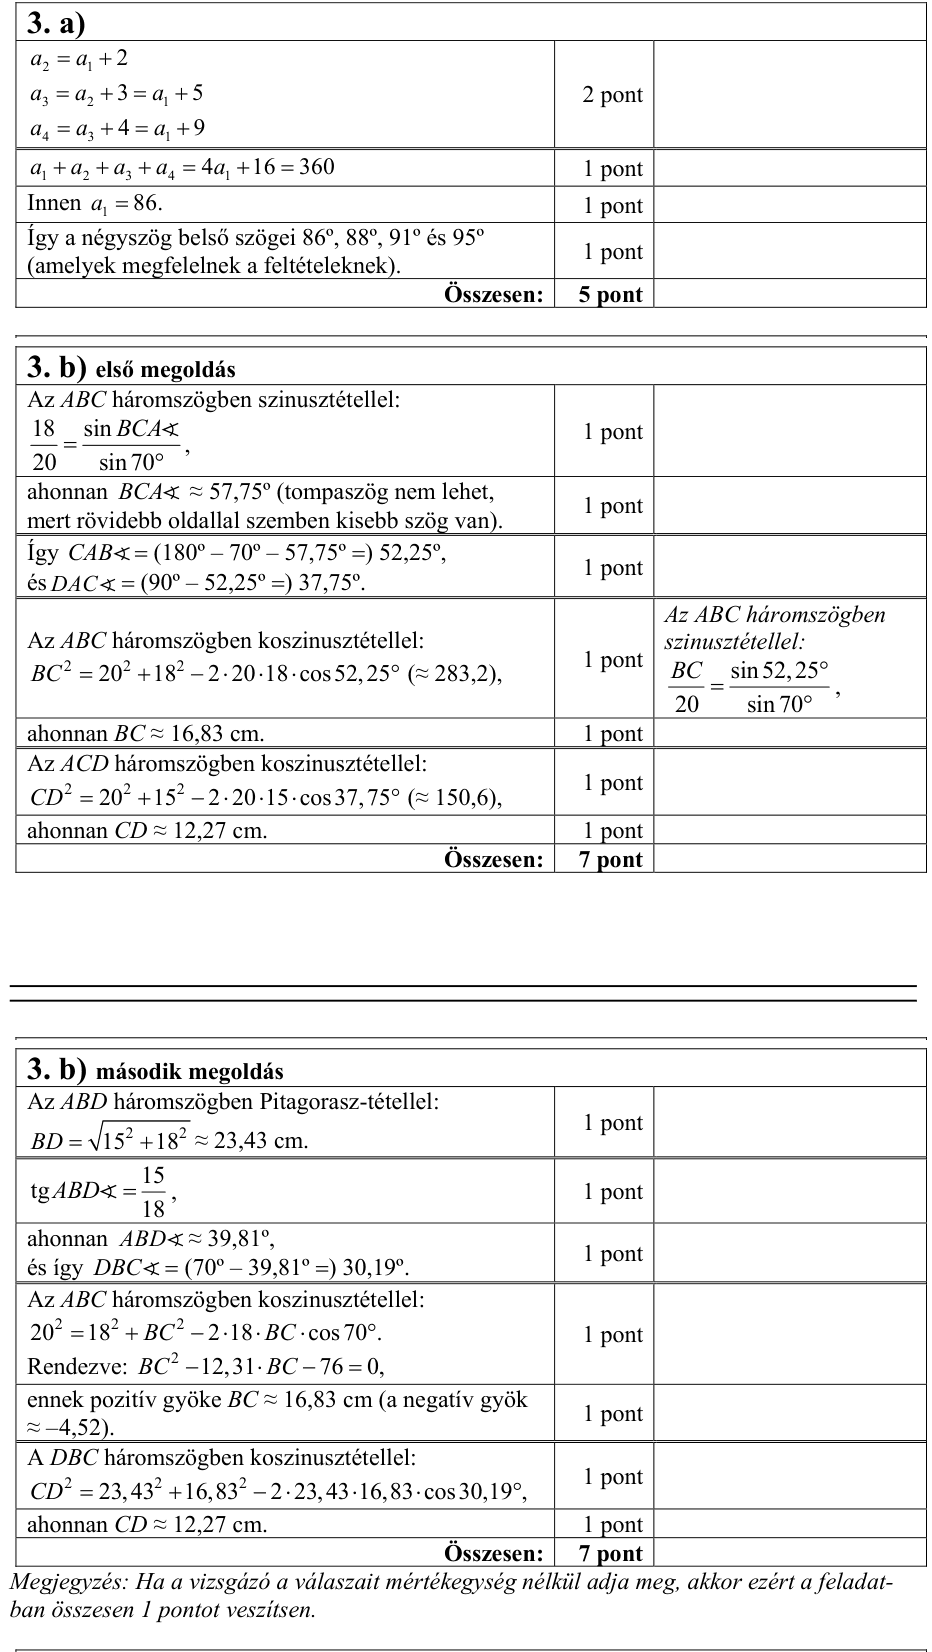 3. a)
a₂ = a₁ + 2
a₃ = a₂ + 3 = a₁ + 5
a₄ = a₃ + 4 = a₁ + 9
2 pont
a₁ + a₂ + a₃ + a₄ = 4a₁ + 16 = 360
1 pont
Innen a₁ = 86.
1 pont
Így a négyszög belső szögei 86º, 88º, 91º és 95º
(amelyek megfelelnek a feltételeknek).
1 pont
Összesen: 5 pont
3. b) első megoldás
Az ABC háromszögben szinusztétellel:
18/20 = sin BCA∢/sin 70°,
1 pont
ahonnan BCA∢ ≈ 57,75º (tompaszög nem lehet,
mert rövidebb oldallal szemben kisebb szög van).
1 pont
Így CAB∢ = (180º – 70º – 57,75º =) 52,25º,
és DAC∢ = (90º – 52,25º =) 37,75º.
1 pont
Az ABC háromszögben koszinusztétellel:
BC² = 20² + 18² − 2·20·18·cos 52,25° (≈ 283,2),
1 pont
Az ABC háromszögben
szinusztétellel:
BC/20 = sin 52,25°/sin 70°,
ahonnan BC ≈ 16,83 cm.
1 pont
Az ACD háromszögben koszinusztétellel:
CD² = 20² + 15² − 2·20·15·cos 37,75° (≈ 150,6),
1 pont
ahonnan CD ≈ 12,27 cm.
1 pont
Összesen: 7 pont
3. b) második megoldás
Az ABD háromszögben Pitagorasz-tétellel:
BD = √(15² + 18²) ≈ 23,43 cm.
1 pont
tg ABD∢ = 15/18,
1 pont
ahonnan ABD∢ ≈ 39,81º,
és így DBC∢ = (70º – 39,81º =) 30,19º.
1 pont
Az ABC háromszögben koszinusztétellel:
20² = 18² + BC² − 2·18·BC·cos 70°.
Rendezve: BC² − 12,31·BC − 76 = 0,
1 pont
ennek pozitív gyöke BC ≈ 16,83 cm (a negatív gyök
≈ –4,52).
1 pont
A DBC háromszögben koszinusztétellel:
CD² = 23,43² + 16,83² − 2·23,43·16,83·cos 30,19°,
1 pont
ahonnan CD ≈ 12,27 cm.
1 pont
Összesen: 7 pont
Megjegyzés: Ha a vizsgázó a válaszait mértékegység nélkül adja meg, akkor ezért a feladat-
ban összesen 1 pontot veszítsen.